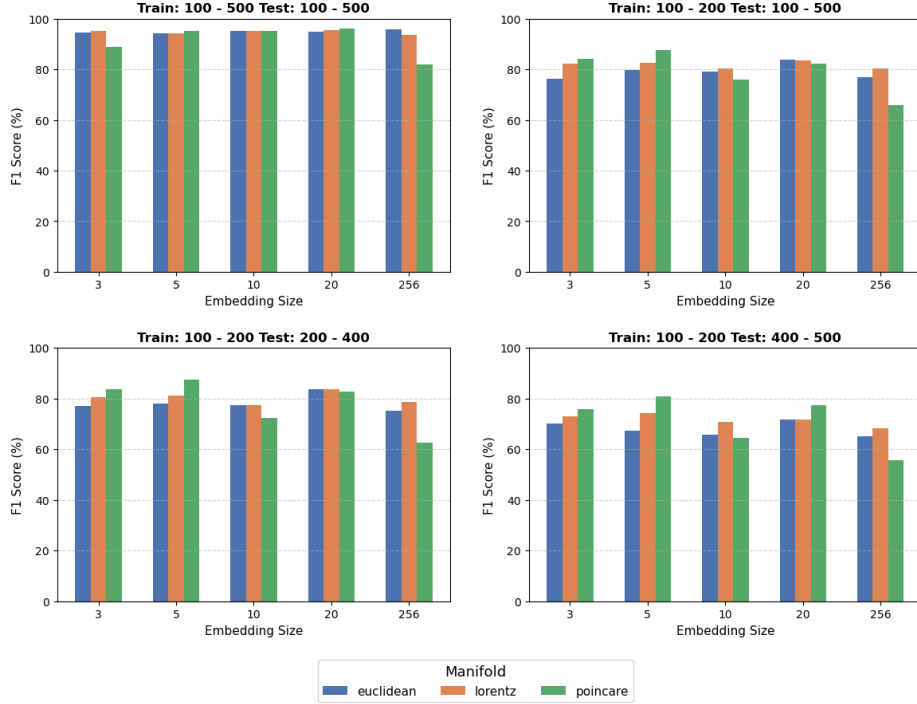 Train: 100 - 500 Test: 100 - 500
100
80
60
40
20
0
F1 Score (%)
3 5 10 20 256
Embedding Size
Train: 100 - 200 Test: 100 - 500
100
80
60
40
20
0
F1 Score (%)
3 5 10 20 256
Embedding Size
Train: 100 - 200 Test: 200 - 400
100
80
60
40
20
0
F1 Score (%)
3 5 10 20 256
Embedding Size
Train: 100 - 200 Test: 400 - 500
100
80
60
40
20
0
F1 Score (%)
3 5 10 20 256
Embedding Size
Manifold
euclidean lorentz poincare